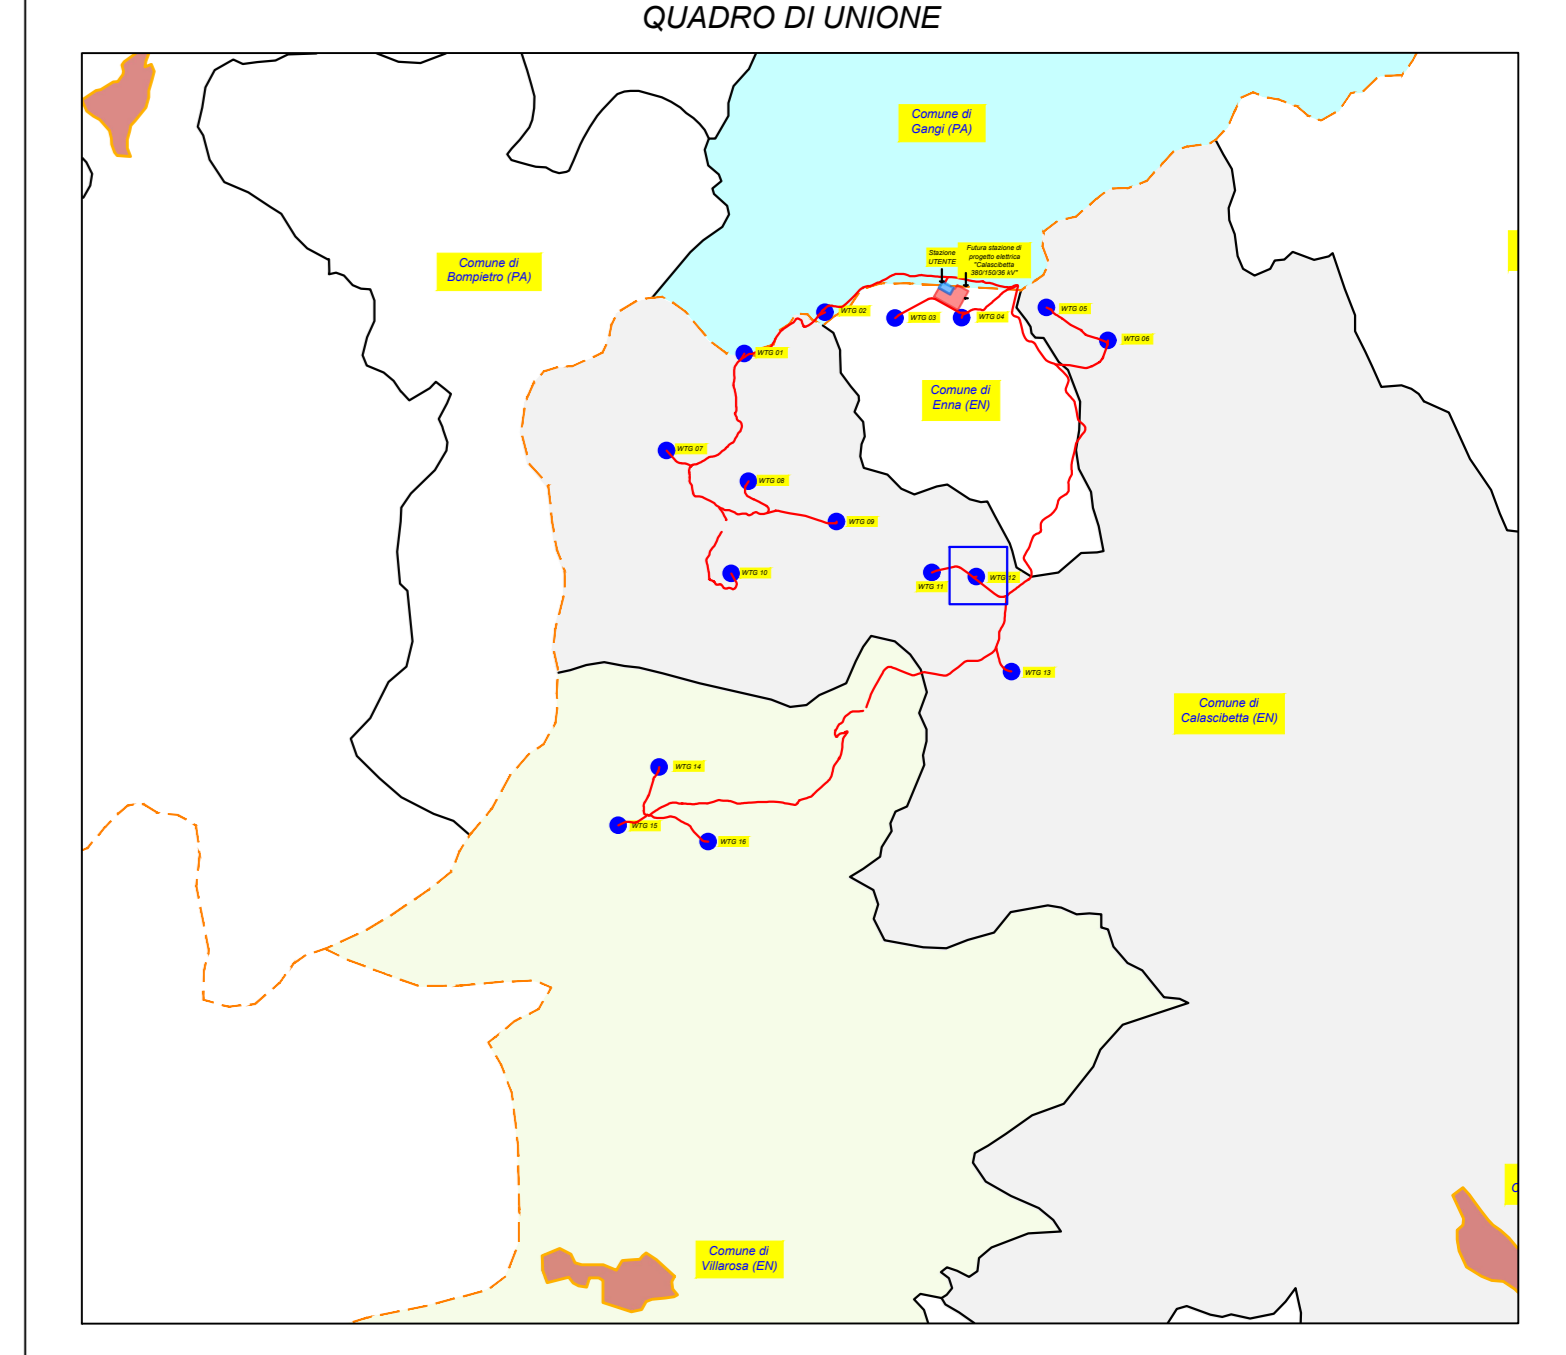 QUADRO DI UNIONE
Comune di
Gangi (PA)
Comune di
Bompietro (PA)
Stazione
UTENTE
Futura stazione di
progetto elettrica
"Calascibetta
380/150/36 kV"
WTG 02
WTG 03
WTG 04
WTG 05
WTG 06
WTG 01
Comune di
Enna (EN)
WTG 07
WTG 08
WTG 09
WTG 10
WTG 11
WTG 12
WTG 13
Comune di
Calascibetta (EN)
WTG 14
WTG 15
WTG 16
Comune di
Villarosa (EN)